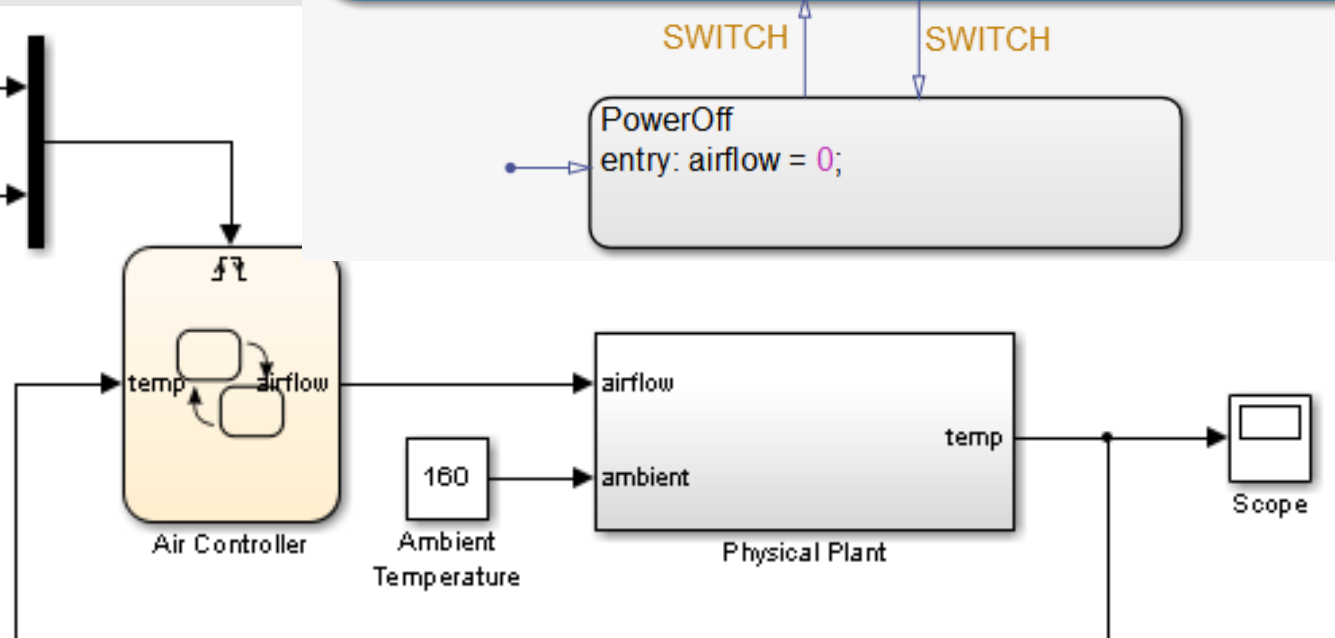 SWITCH
SWITCH
PowerOff
entry: airflow = 0;
temp
airflow
airflow
temp
160
ambient
Scope
Air Controller
Ambient
Temperature
Physical Plant